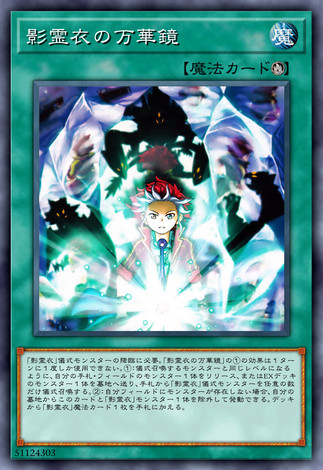 影霊衣の万華鏡
魔
【魔法カード】
「影霊衣」儀式モンスターの降臨に必要。「影霊衣の万華鏡」の①の効果は1ター
ンに1度しか使用できない。①:儀式召喚するモンスターと同じレベルになる
ように、自分の手札・フィールドのモンスター1体をリリース、またはEXデッキ
のモンスター1体を墓地へ送り、手札から「影霊衣」儀式モンスターを任意の数
だけ儀式召喚する。②:自分フィールドにモンスターが存在しない場合、自分の
墓地からこのカードと「影霊衣」モンスター1体を除外して発動できる。デッキ
から「影霊衣」魔法カード1枚を手札に加える。
51124303